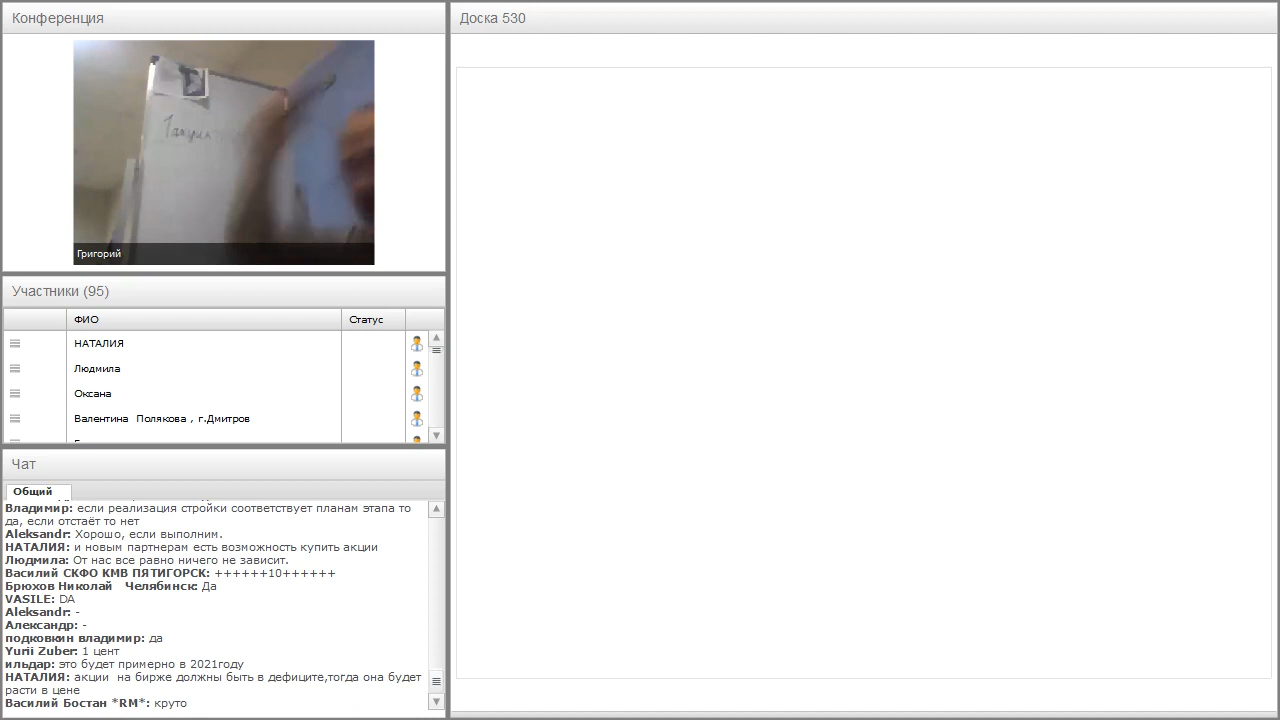 Конференция
Доска 530
Григорий
Участники (95)
ФИО
Статус
НАТАЛИЯ
Людмила
Оксана
Валентина Полякова , г.Дмитров
Чат
Общий
Владимир: если реализация стройки соответствует планам этапа то
да, если отстаёт то нет
Aleksandr: Хорошо, если выполним.
НАТАЛИЯ: и новым партнерам есть возможность купить акции
Людмила: От нас все равно ничего не зависит.
Василий СКФО КМВ ПЯТИГОРСК: ++++++10++++++
Брюхов Николай Челябинск: Да
VASILE: DA
Aleksandr: -
Александр: -
подковкин владимир: да
Yurii Zuber: 1 цент
ильдар: это будет примерно в 2021году
НАТАЛИЯ: акции на бирже должны быть в дефиците,тогда она будет
расти в цене
Василий Бостан *RM*: круто